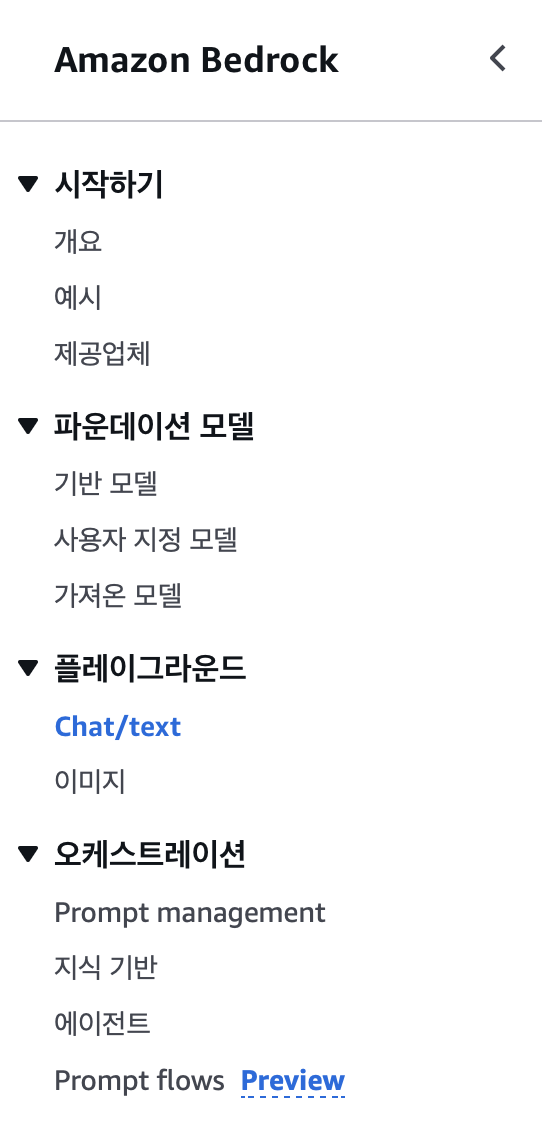 Amazon Bedrock
시작하기
개요
예시
제공업체
파운데이션 모델
기반 모델
사용자 지정 모델
가져온 모델
플레이그라운드
Chat/text
이미지
오케스트레이션
Prompt management
지식 기반
에이전트
Prompt flows Preview